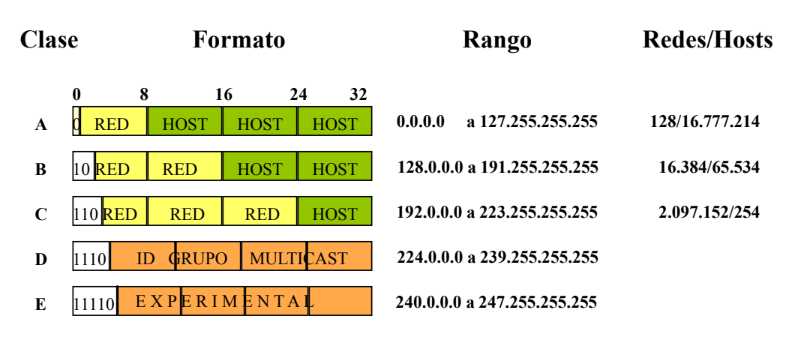 Clase Formato Rango Redes/Hosts
0 8 16 24 32
A 0 RED HOST HOST HOST 0.0.0.0 a 127.255.255.255 128/16.777.214
B 10 RED RED HOST HOST 128.0.0.0 a 191.255.255.255 16.384/65.534
C 110 RED RED RED HOST 192.0.0.0 a 223.255.255.255 2.097.152/254
D 1110 ID GRUPO MULTICAST 224.0.0.0 a 239.255.255.255
E 11110 E X P E R I M E N T A L 240.0.0.0 a 247.255.255.255